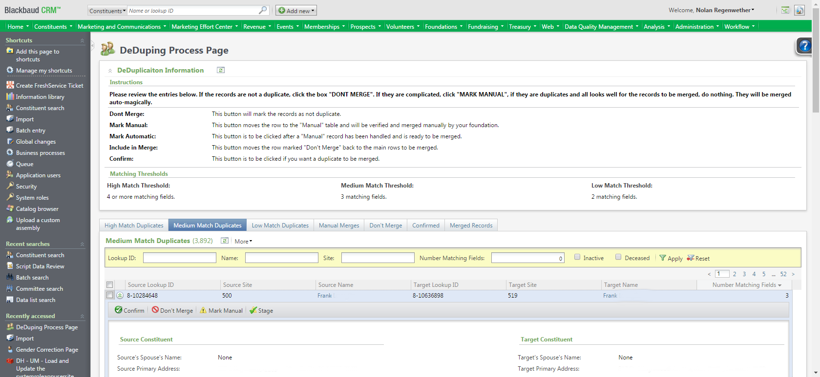 Blackbaud CRM™
Constituents
Name or lookup ID
Add new
Welcome, Nolan Regenwether
Home
Constituents
Marketing and Communications
Marketing Effort Center
Revenue
Events
Memberships
Prospects
Volunteers
Foundations
Fundraising
Treasury
Web
Data Quality Management
Analysis
Administration
Workflow
Shortcuts
Add this page to
shortcuts
Manage my shortcuts
Create FreshService Ticket
Information library
Constituent search
Import
Batch entry
Global changes
Business processes
Queue
Application users
Security
System roles
Catalog browser
Upload a custom
assembly
Recent searches
Constituent search
Script Data Review
Batch search
Committee search
Data list search
Recently accessed
DeDuping Process Page
Import
Gender Correction Page
DH - IJM - Load and
Update the
DeDuping Process Page
?
DeDuplicaiton Information
Instructions
Please review the entries below. If the records are not a duplicate, click the box "DONT MERGE". If they are complicated, click "MARK MANUAL", if they are duplicates and all looks well for the records to be merged, do nothing. They will be merged
auto-magically.
Dont Merge: This button will mark the records as not duplicate.
Mark Manual: This button moves the row to the "Manual" table and will be verified and merged manually by your foundation.
Mark Automatic: This button is to be clicked after a "Manual" record has been handled and is ready to be merged.
Include in Merge: This button moves the row marked "Don't Merge" back to the main rows to be merged.
Confirm: This button is to be clicked if you want a duplicate to be merged.
Matching Thresholds
High Match Threshold: Medium Match Threshold: Low Match Threshold:
4 or more matching fields. 3 matching fields. 2 matching fields.
High Match Duplicates
Medium Match Duplicates
Low Match Duplicates
Manual Merges
Don't Merge
Confirmed
Merged Records
Medium Match Duplicates (3,892)
More
Lookup ID: Name: Site: Number Matching Fields: Inactive Deceased Apply Reset
« 1 2 3 4 5 ... 52 »
Source Lookup ID Source Site Source Name Target Lookup ID Target Site Target Name Number Matching Fields
8-10284648 500 Frank 8-10636898 519 Frank 3
Confirm Don't Merge Mark Manual Stage
Source Constituent Target Constituent
Source's Spouse's Name: None Target's Spouse's Name: None
Source Primary Address: Target Primary Address: